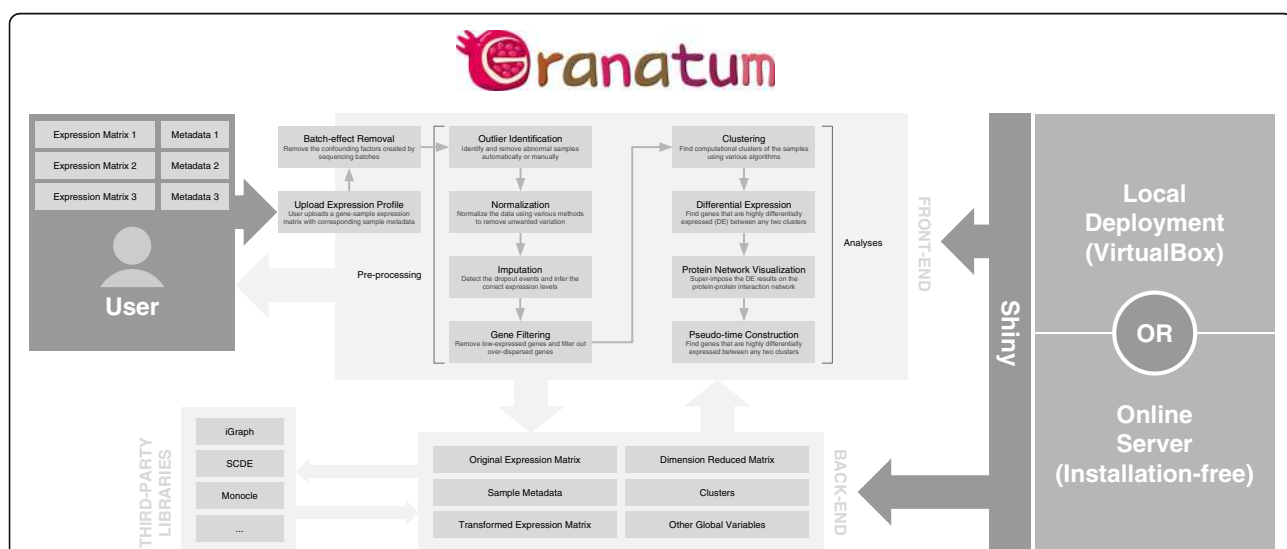 Granatum
Expression Matrix 1
Metadata 1
Expression Matrix 2
Metadata 2
Expression Matrix 3
Metadata 3
User
Batch-effect Removal
Remove the confounding factors created by
sequencing batches
Upload Expression Profile
User uploads a gene-sample expression
matrix with corresponding sample metadata
Pre-processing
Outlier Identification
Identify and remove abnormal samples
automatically or manually
Normalization
Normalize the data using various methods
to remove unwanted variation
Imputation
Detect the dropout events and infer the
correct expression levels
Gene Filtering
Remove low-expressed genes and filter out
over-dispersed genes
Clustering
Find computational clusters of the samples
using various algorithms
Differential Expression
Find genes that are highly differentially
expressed (DE) between any two clusters
Protein Network Visualization
Super-impose the DE results on the
protein-protein interaction network
Pseudo-time Construction
Find genes that are highly differentially
expressed between any two clusters
Analyses
FRONT-END
Shiny
Local
Deployment
(VirtualBox)
OR
Online
Server
(Installation-free)
THIRD-PARTY
LIBRARIES
iGraph
SCDE
Monocle
...
Original Expression Matrix
Dimension Reduced Matrix
Sample Metadata
Clusters
Transformed Expression Matrix
Other Global Variables
BACK-END